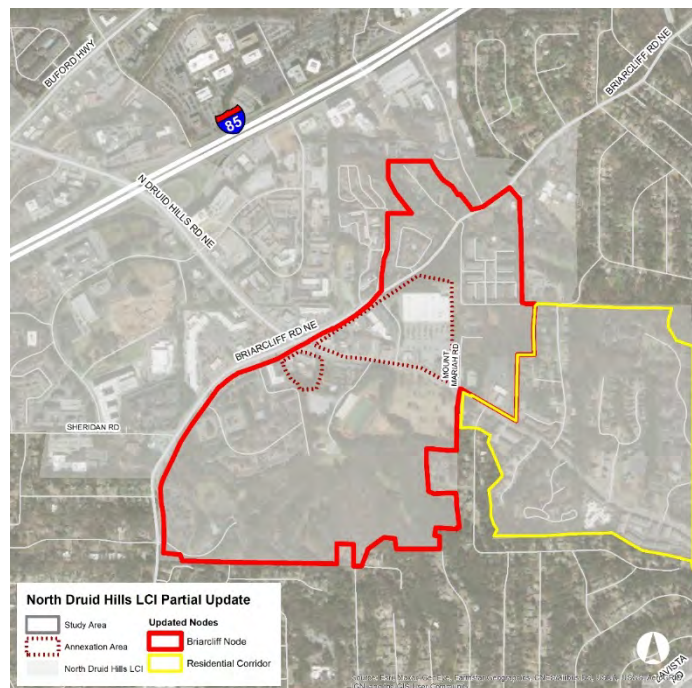 BUFORD HWY
BRIARCLIFF RD NE
85
N DRUID HILLS RD NE
BRIARCLIFF RD NE
MOUNT
MARIAH RD
SHERIDAN RD
North Druid Hills LCI Partial Update
Study Area
Updated Nodes
Annexation Area
Briarcliff Node
North Druid Hills LCI
Residential Corridor
RD